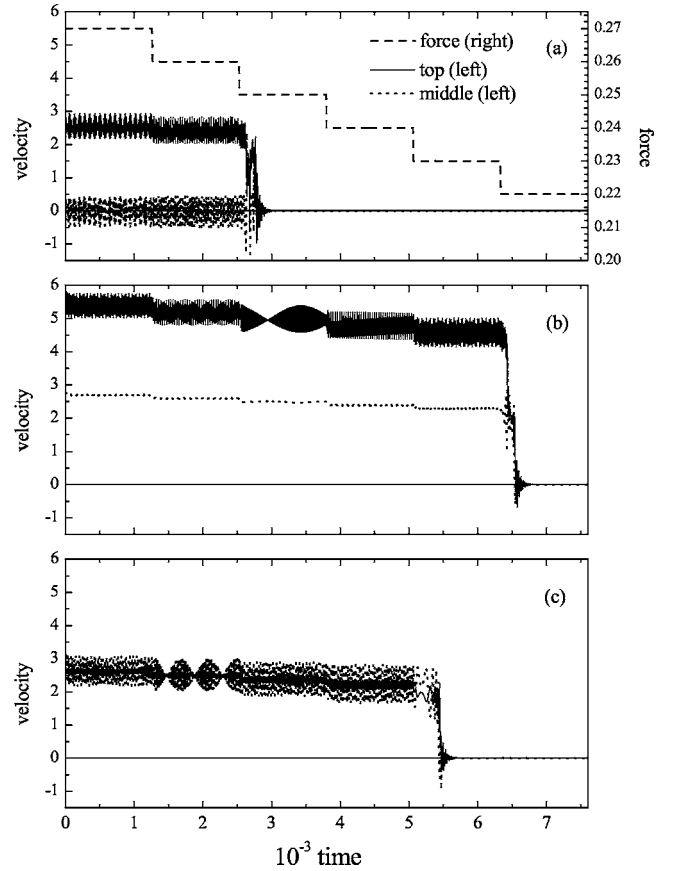 6
5
4
3
2
1
0
-1
velocity
force (right)
top (left)
middle (left)
(a)
0.27
0.26
0.25
0.24
0.23
0.22
0.21
0.20
force
6
5
4
3
2
1
0
-1
velocity
(b)
6
5
4
3
2
1
0
-1
velocity
(c)
0 1 2 3 4 5 6 7
10⁻³ time